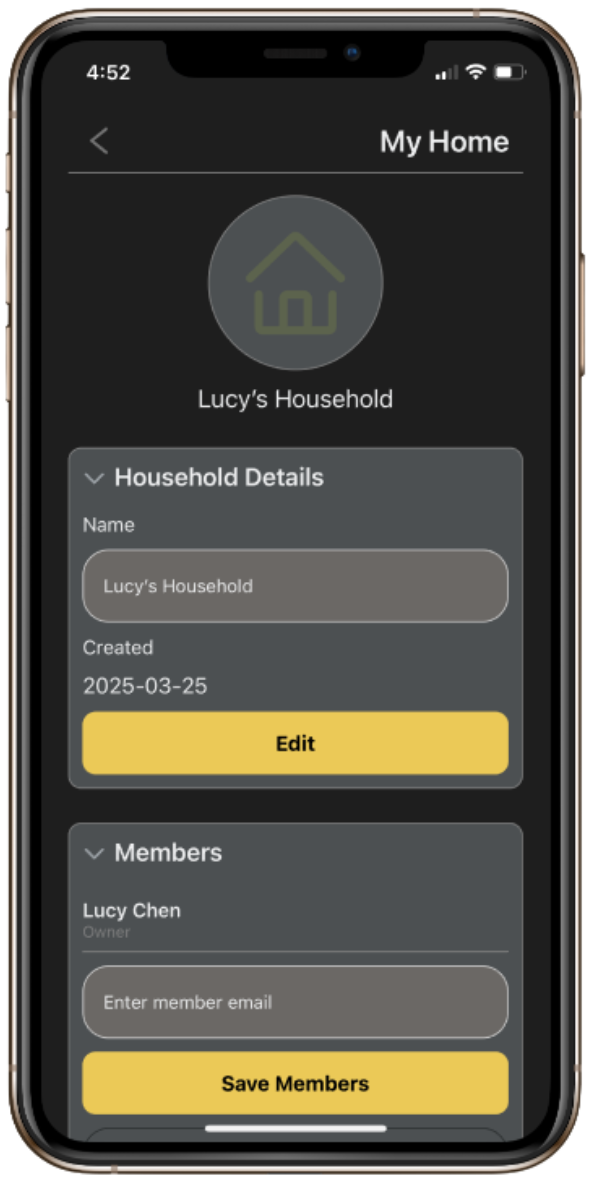 4:52
My Home
Lucy's Household
Household Details
Name
Lucy's Household
Created
2025-03-25
Edit
Members
Lucy Chen
Owner
Enter member email
Save Members